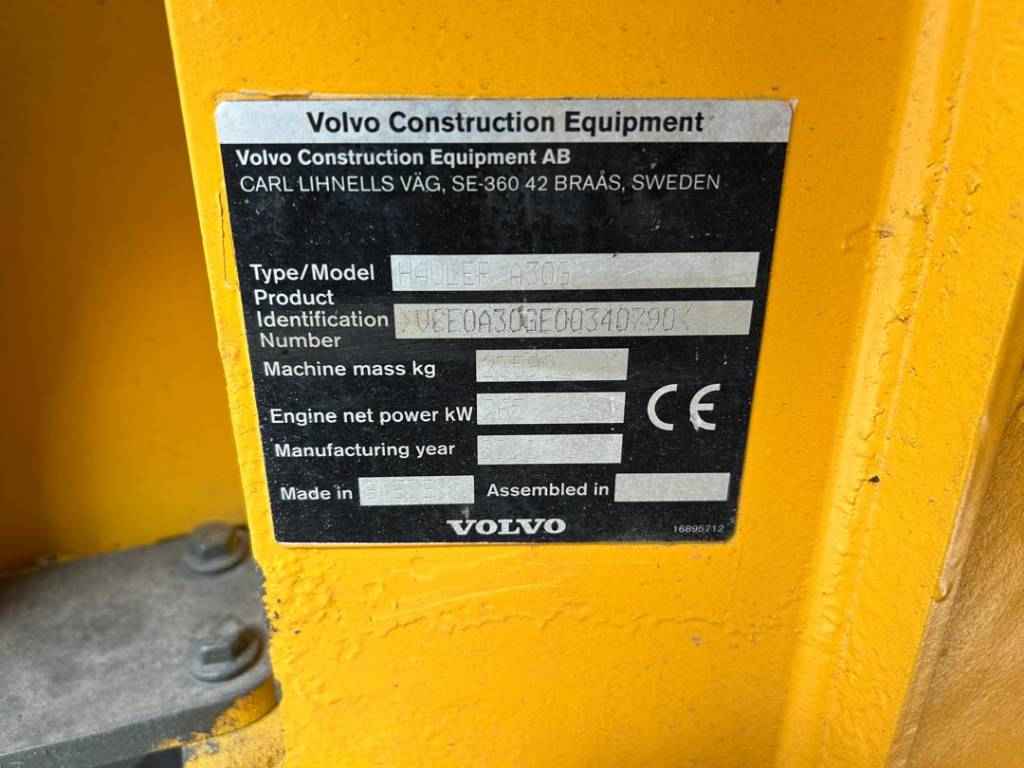 Volvo Construction Equipment
Volvo Construction Equipment AB
CARL LIHNELLS VÄG, SE-360 42 BRAÅS, SWEDEN
Type/Model HAULER A30G
Product
Identification VCE0A30GE00340790
Number
Machine mass kg
Engine net power kW 265
CE
Manufacturing year
Made in SWEDEN Assembled in
VOLVO
16895712